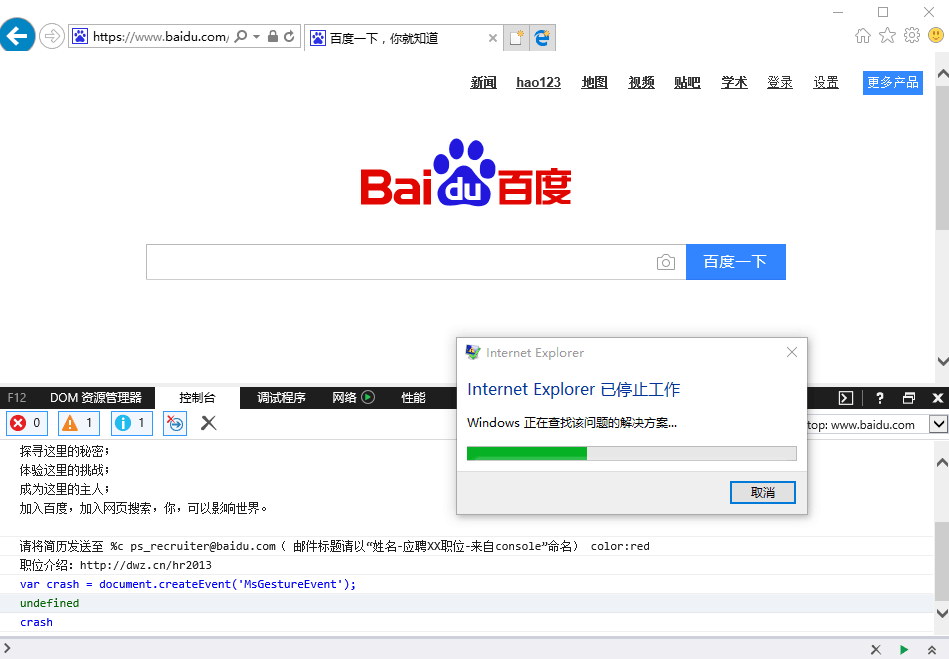 https://www.baidu.com/
百度一下，你就知道
新闻 hao123 地图 视频 贴吧 学术 登录 设置 更多产品
Baidu百度
百度一下
Internet Explorer
Internet Explorer 已停止工作
Windows 正在查找该问题的解决方案...
取消
F12 DOM 资源管理器 控制台 调试程序 网络 性能
0 1 1
top: www.baidu.com
探寻这里的秘密；
体验这里的挑战；
成为这里的主人；
加入百度，加入网页搜索，你，可以影响世界。
请将简历发送至 %c ps_recruiter@baidu.com（ 邮件标题请以“姓名-应聘XX职位-来自console”命名） color:red
职位介绍：http://dwz.cn/hr2013
var crash = document.createEvent('MsGestureEvent');
undefined
crash